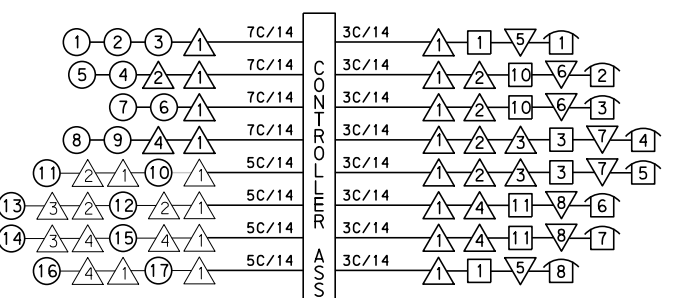 1 2 3 1 7C/14 3C/14 1 1 5 1
5 4 2 1 7C/14 3C/14 1 2 10 6 2
7 6 1 7C/14 3C/14 1 2 10 6 3
8 9 4 1 7C/14 3C/14 1 2 3 3 7 4
11 2 1 10 1 5C/14 3C/14 1 2 3 3 7 5
13 3 2 12 2 1 5C/14 3C/14 1 4 11 8 6
14 3 4 15 4 1 5C/14 3C/14 1 4 11 8 7
16 4 1 17 1 5C/14 3C/14 1 1 5 8
CONTROLLER ASS